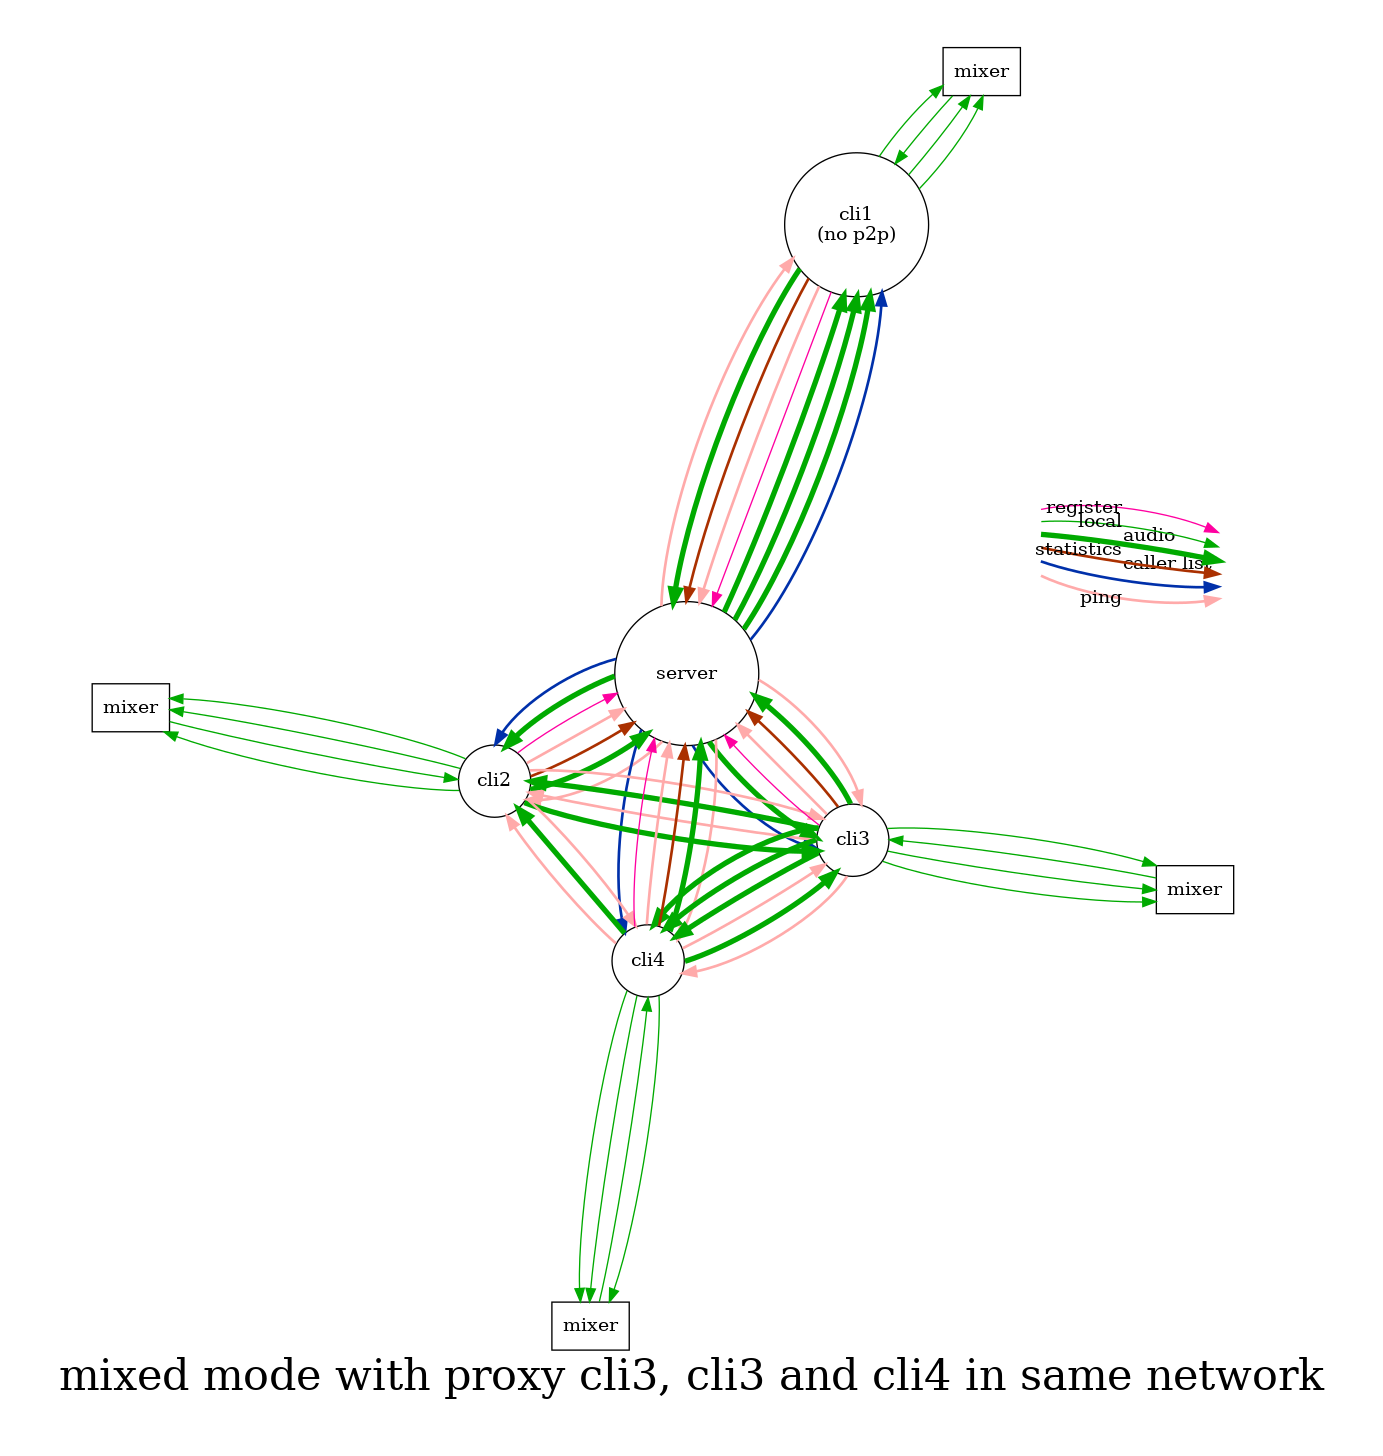 mixer
cli1
(no p2p)
register
local
audio
statistics
caller list
ping
server
mixer
cli2
cli3
mixer
cli4
mixer
mixed mode with proxy cli3, cli3 and cli4 in same network